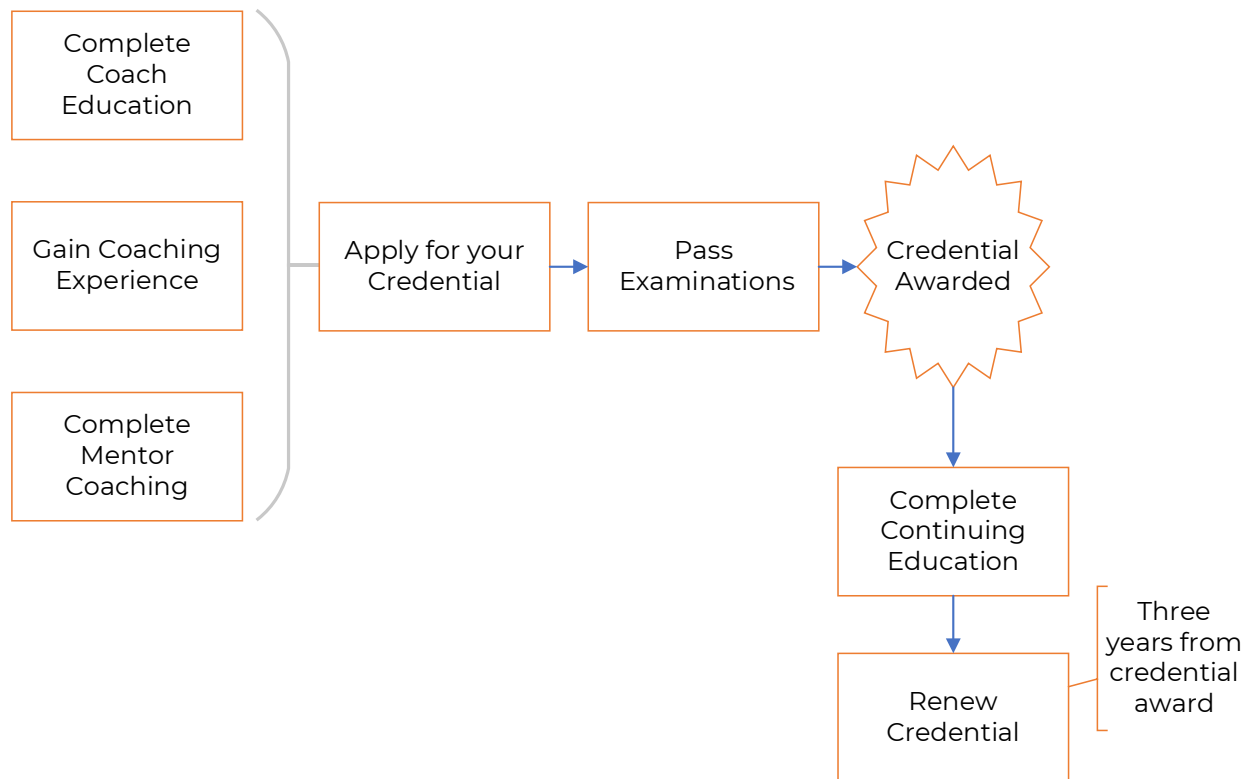 Complete
Coach
Education
Gain Coaching
Experience
Complete
Mentor
Coaching
Apply for your
Credential
Pass
Examinations
Credential
Awarded
Complete
Continuing
Education
Renew
Credential
Three
years from
credential
award